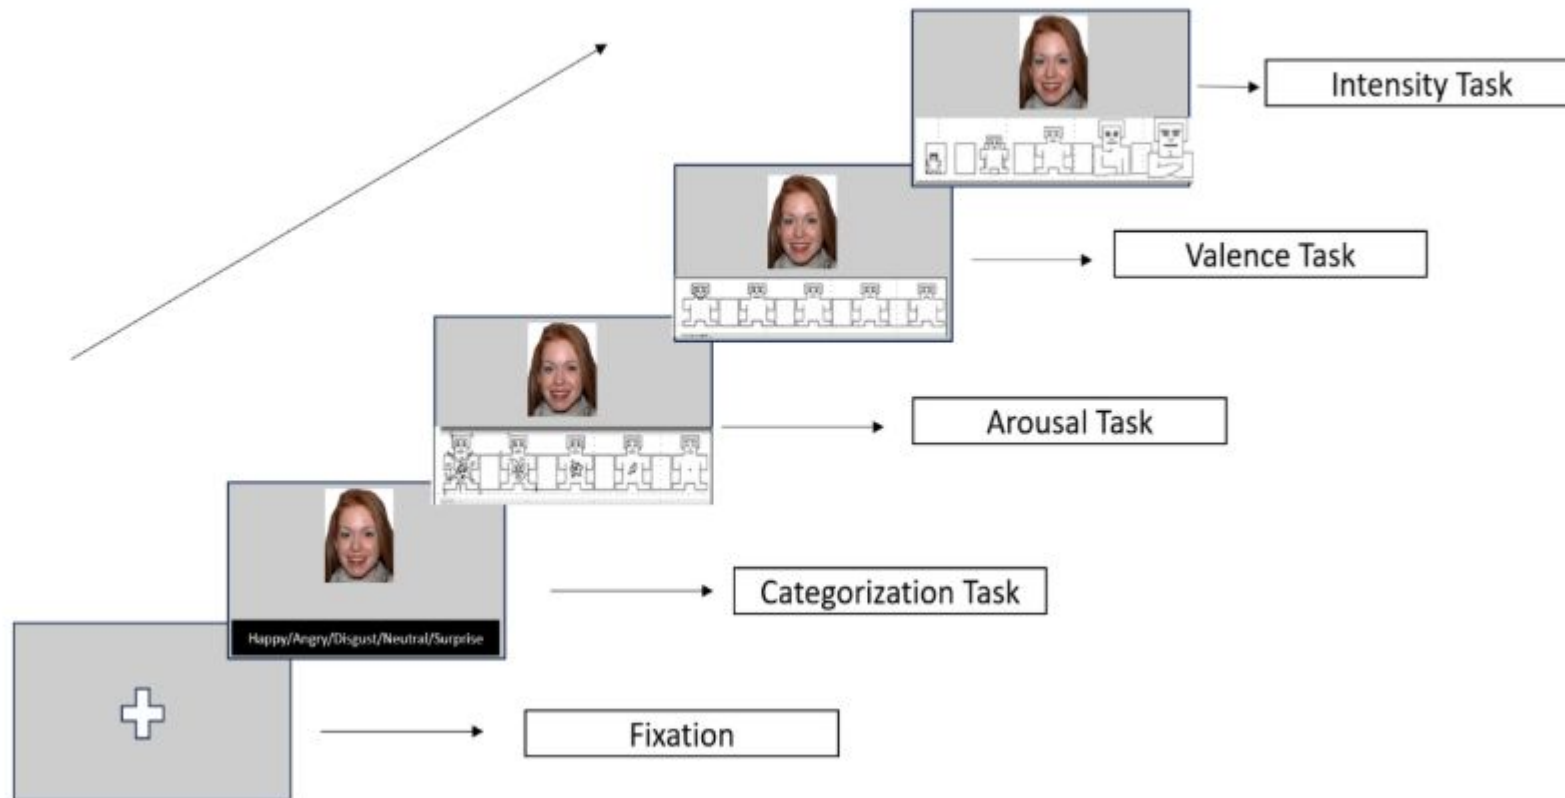 Intensity Task
Valence Task
Arousal Task
Categorization Task
Happy/Angry/Disgust/Neutral/Surprise
Fixation